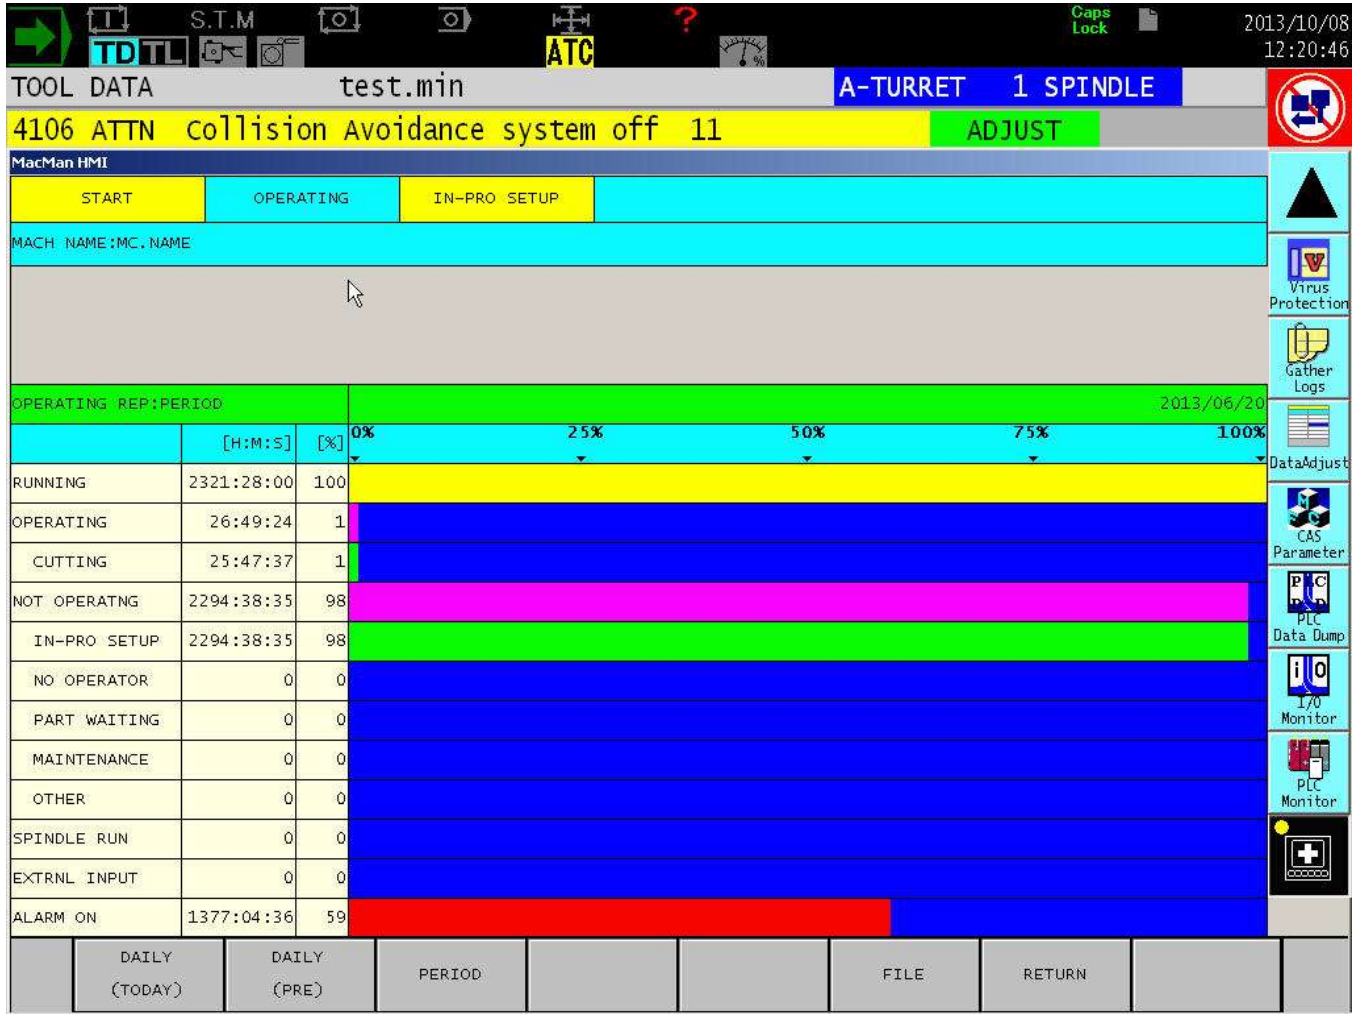 S.T.M
Caps
Lock
2013/10/08
TD TL
ATC
%
12:20:46
TOOL DATA test.min A-TURRET 1 SPINDLE
4106 ATTN Collision Avoidance system off 11 ADJUST
MacMan HMI
START OPERATING IN-PRO SETUP
MACH NAME:MC.NAME
V
Virus
Protection
Gather
Logs
OPERATING REP:PERIOD 2013/06/20
[H:M:S] [%] 0% 25% 50% 75% 100%
DataAdjust
RUNNING 2321:28:00 100
OPERATING 26:49:24 1
CAS
Parameter
CUTTING 25:47:37 1
NOT OPERATNG 2294:38:35 98
PLC
Data Dump
IN-PRO SETUP 2294:38:35 98
NO OPERATOR 0 0
I/O
Monitor
PART WAITING 0 0
MAINTENANCE 0 0
PLC
Monitor
OTHER 0 0
SPINDLE RUN 0 0
EXTRNL INPUT 0 0
ALARM ON 1377:04:36 59
DAILY
(TODAY)
DAILY
(PRE)
PERIOD
FILE
RETURN